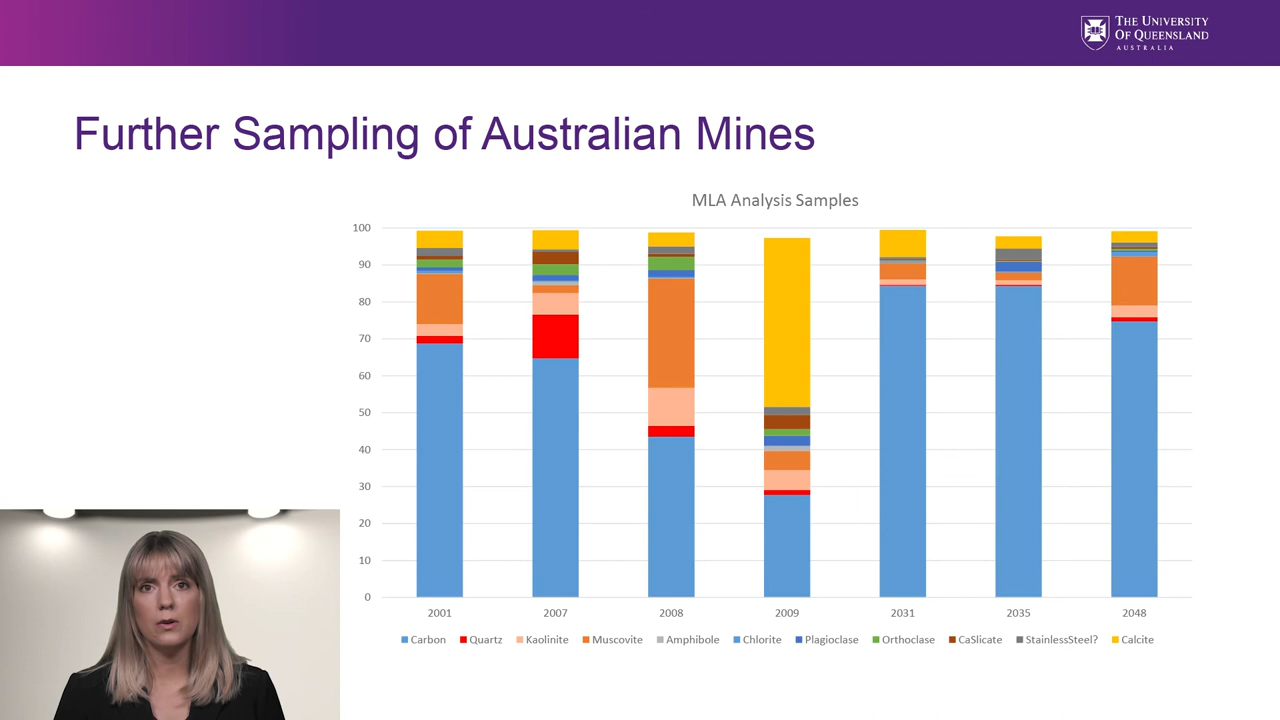 THE UNIVERSITY
OF QUEENSLAND
AUSTRALIA
Further Sampling of Australian Mines
MLA Analysis Samples
100
90
80
70
60
50
40
30
20
10
0
2001 2007 2008 2009 2031 2035 2048
Carbon Quartz Kaolinite Muscovite Amphibole Chlorite Plagioclase Orthoclase CaSlicate StainlessSteel? Calcite